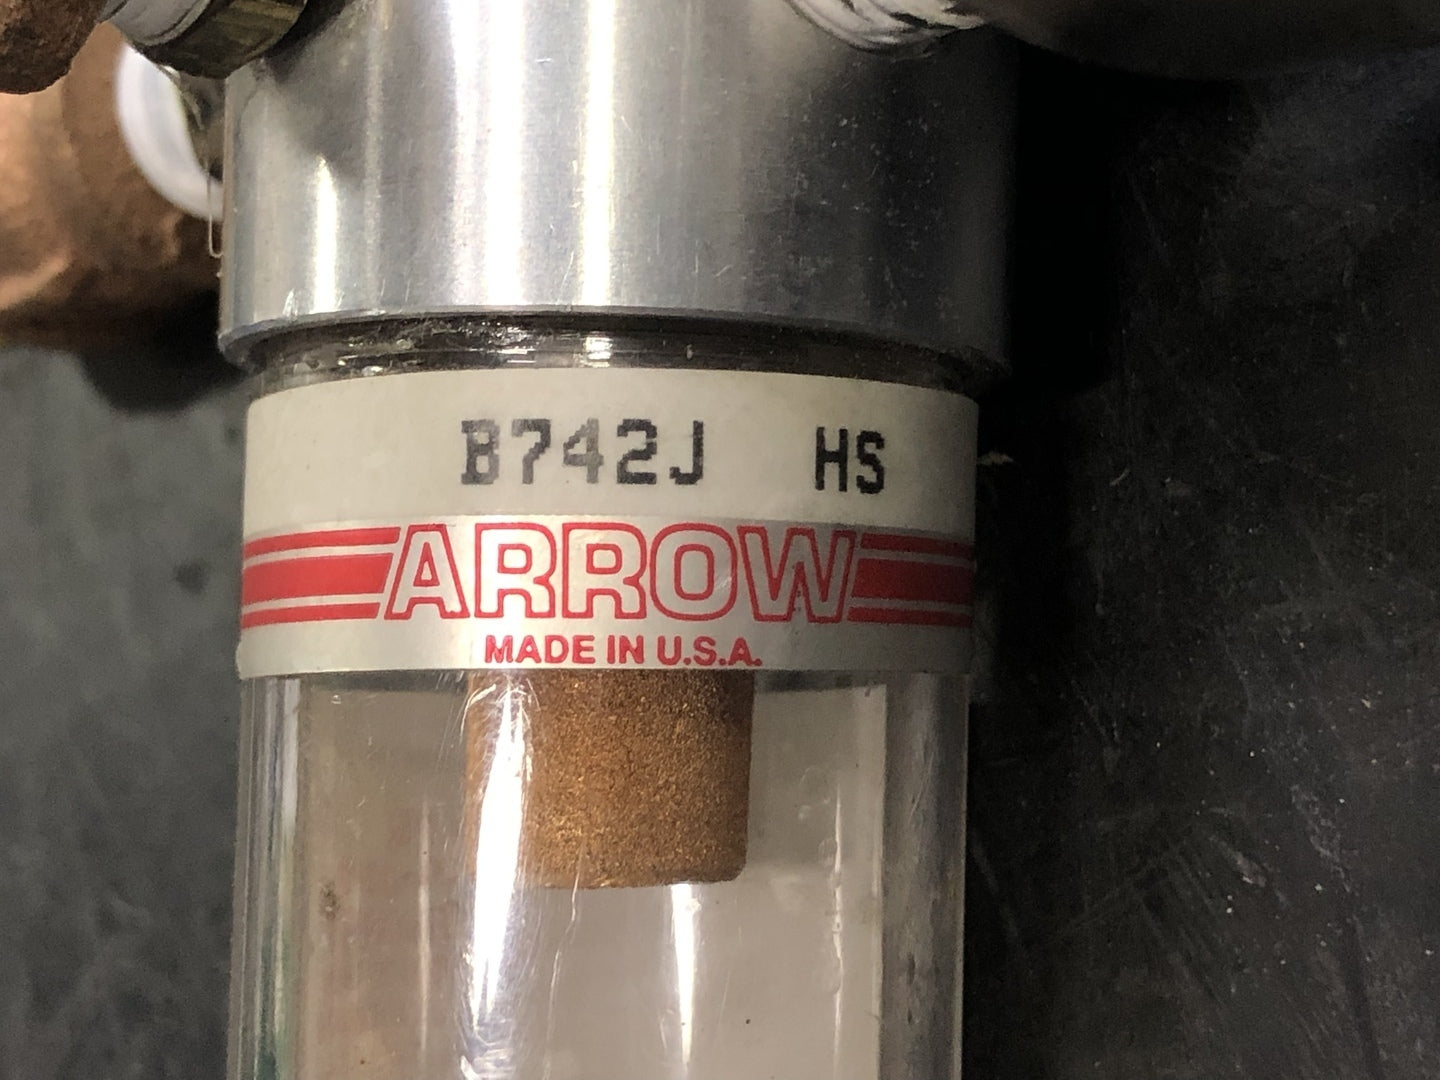 B742J HS
ARROW
MADE IN U.S.A.